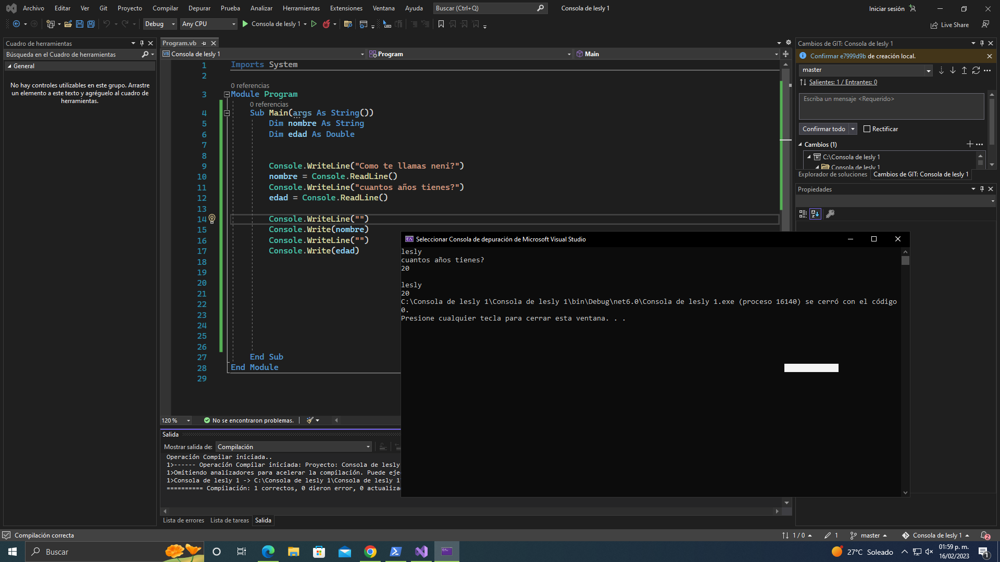 Archivo Editar Ver Git Proyecto Compilar Depurar Prueba Analizar Herramientas Extensiones Ventana Ayuda Buscar (Ctrl+Q) Consola de lesly 1 Iniciar sesión
Debug Any CPU Consola de lesly 1 Live Share
Cuadro de herramientas
Búsqueda en el Cuadro de herramientas
General
No hay controles utilizables en este grupo. Arrastre
un elemento a este texto y agréguelo al cuadro de
herramientas.
Program.vb
VB Consola de lesly 1 Program Main
1 Imports System
2
0 referencias
3 Module Program
0 referencias
4 Sub Main(args As String())
5 Dim nombre As String
6 Dim edad As Double
7
8
9 Console.WriteLine("Como te llamas neni?")
10 nombre = Console.ReadLine()
11 Console.WriteLine("cuantos años tienes?")
12 edad = Console.ReadLine()
13
14 Console.WriteLine("")
15 Console.Write(nombre)
16 Console.WriteLine("")
17 Console.Write(edad)
18
19
20
21
22
23
24
25
26
27 End Sub
28 End Module
29
120 % No se encontraron problemas.
Seleccionar Consola de depuración de Microsoft Visual Studio
lesly
cuantos años tienes?
20
lesly
20
C:\Consola de lesly 1\Consola de lesly 1\bin\Debug\net6.0\Consola de lesly 1.exe (proceso 16140) se cerró con el código
0.
Presione cualquier tecla para cerrar esta ventana. . .
Salida
Mostrar salida de: Compilación
Operación Compilar iniciada..
1>------ Operación Compilar iniciada: Proyecto: Consola de lesly
1>Omitiendo analizadores para acelerar la compilación. Puede eje
1>Consola de lesly 1 -> C:\Consola de lesly 1\Consola de lesly 1
========== Compilación: 1 correctos, 0 dieron error, 0 actualiza
Lista de errores Lista de tareas Salida
Cambios de GIT: Consola de lesly 1
Confirmar e7999d9b de creación local.
master
Salientes: 1 / Entrantes: 0
Escriba un mensaje <Requerido>
Confirmar todo Rectificar
Cambios (1)
C:\Consola de lesly 1
Consola de lesly 1
Explorador de soluciones Cambios de GIT: Consola de lesly 1
Propiedades
Compilación correcta 1 / 0 1 master Consola de lesly 1 2
Buscar 27°C Soleado 01:59 p. m.
16/02/2023 1